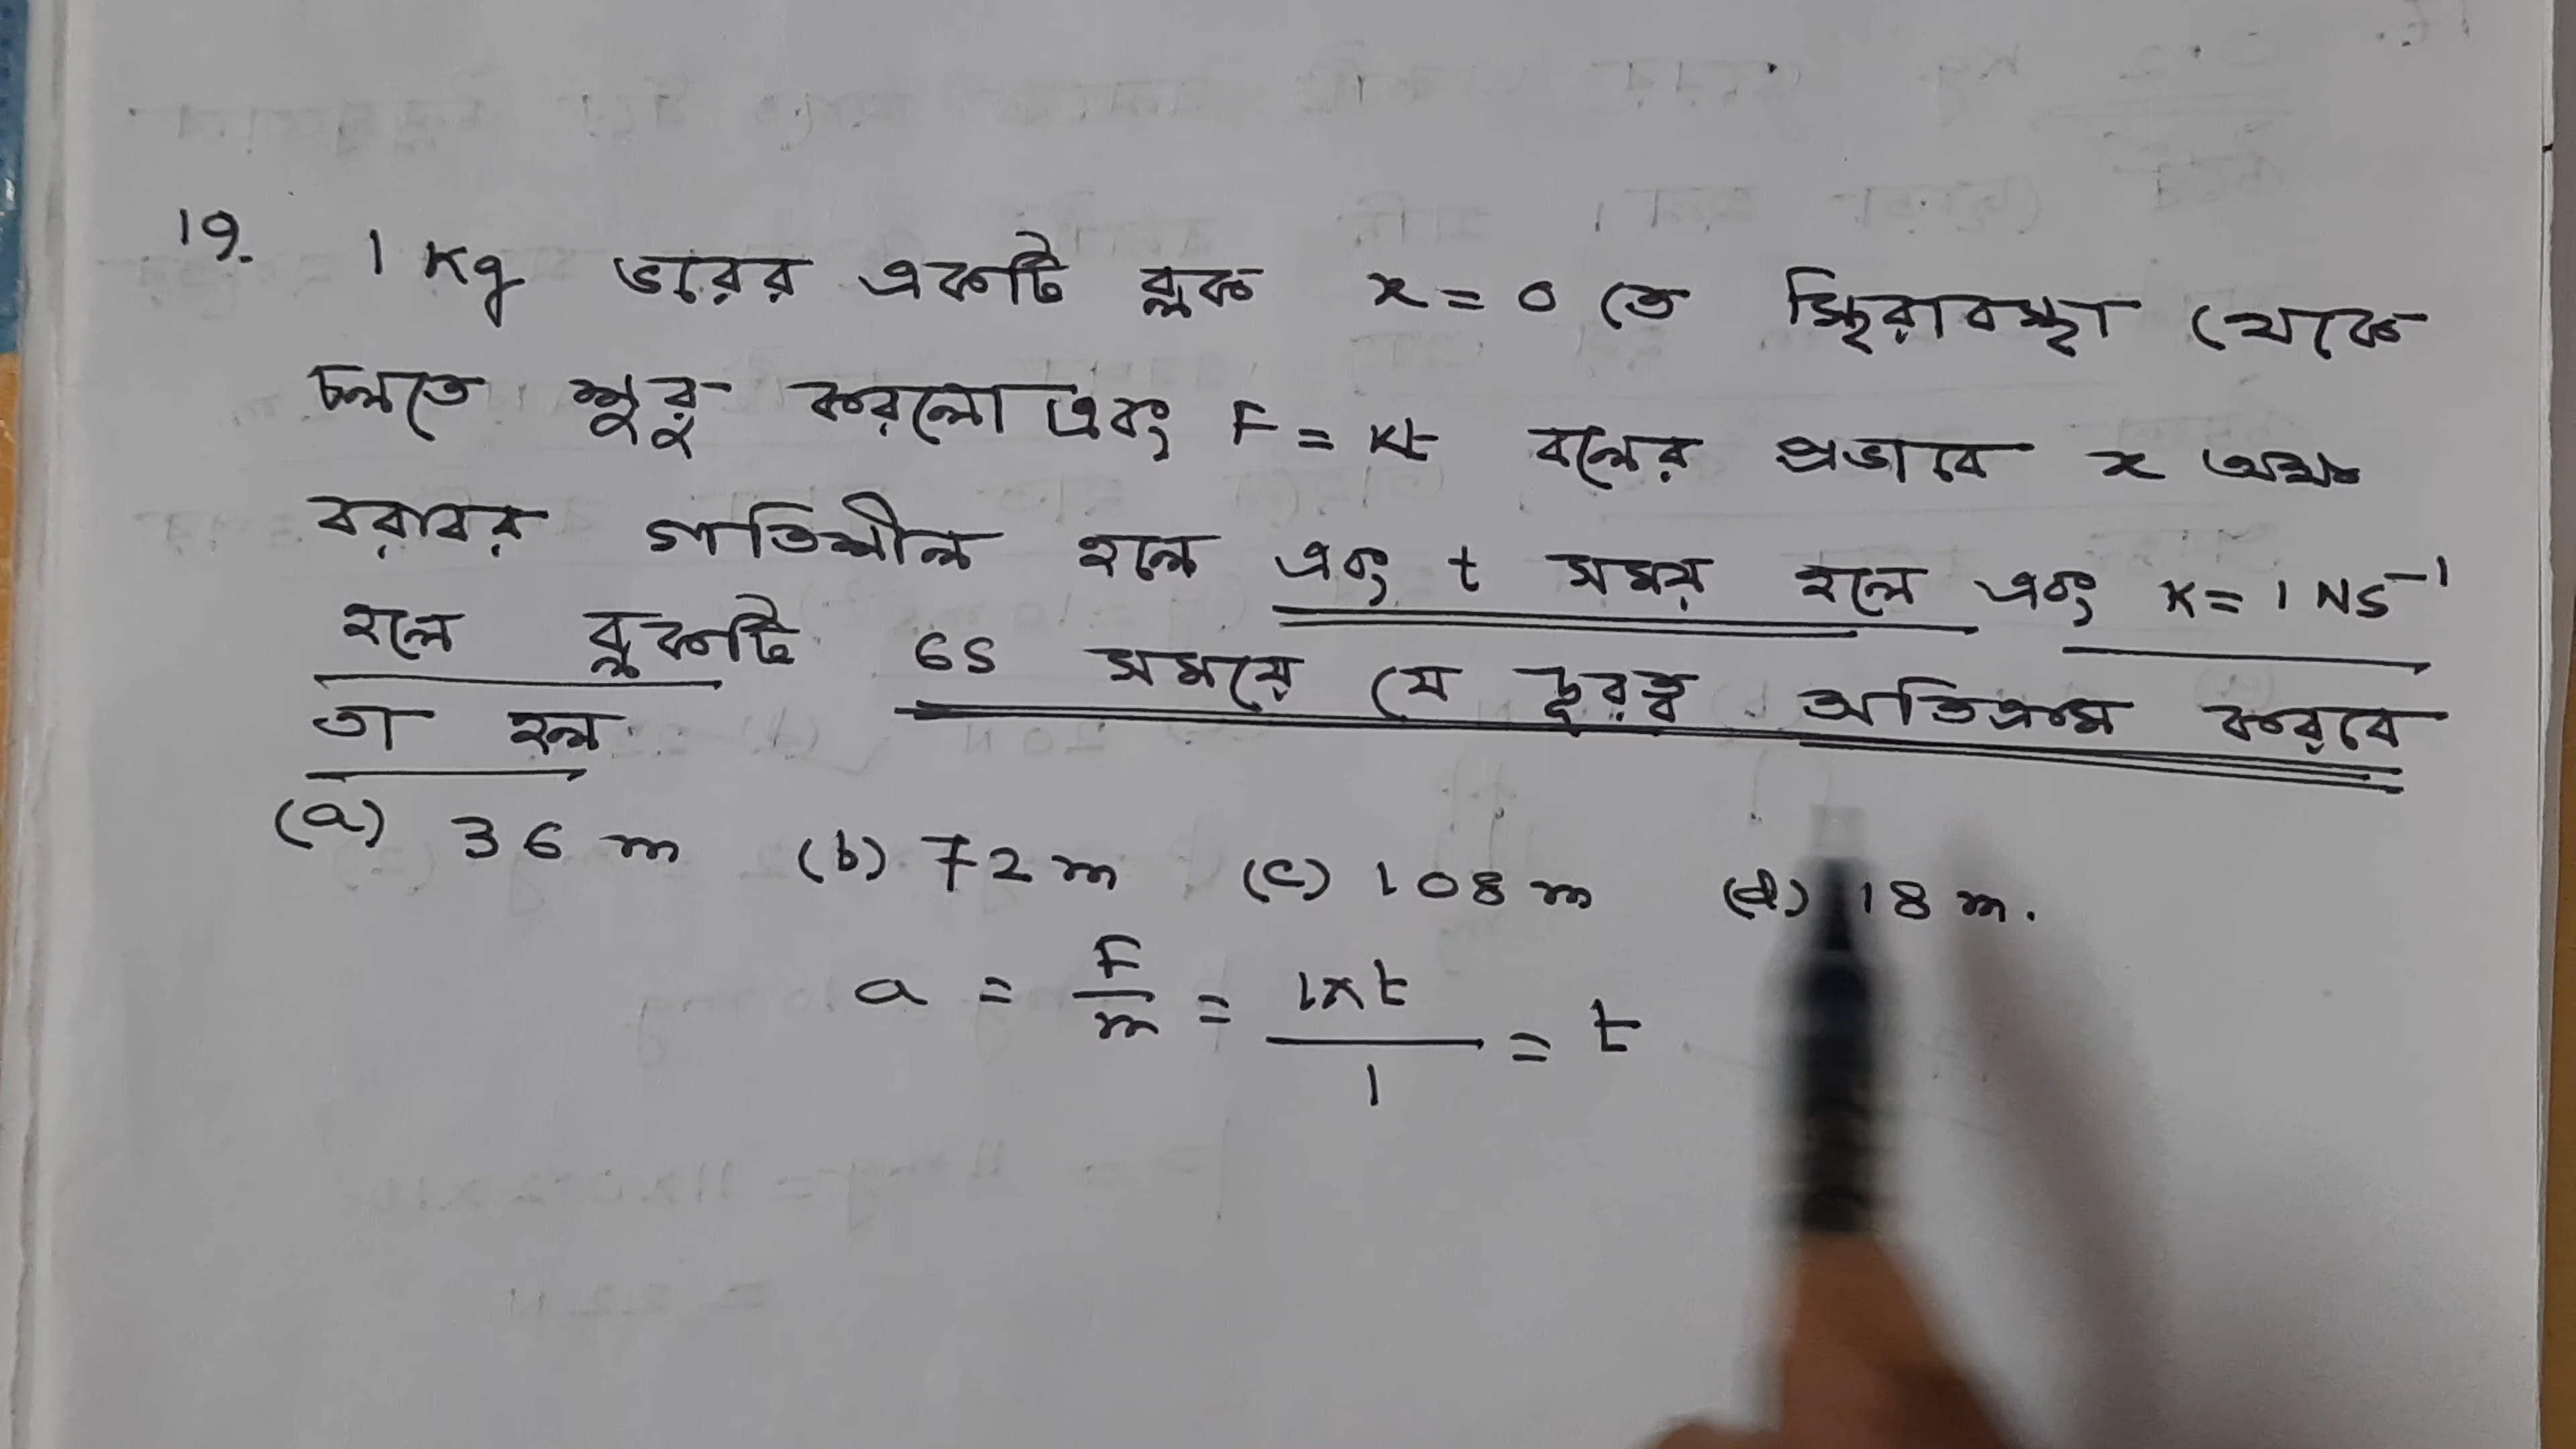 19. 1 Kg ভরের একটি ব্লক x = 0 তে স্থিরাবস্থা থেকে
চলতে শুরু করলো এবং F = Kt বলের প্রভাবে x অক্ষ
বরাবর গতিশীল হলে এবং t সময় হলে এবং K = 1 NS⁻¹
হলে ব্লকটি 6S সময়ে যে দূরত্ব অতিক্রম করবে
তা হল
(a) 36 m (b) 72 m (c) 108 m (d) 18 m.
a = F/m = 1×t/1 = t